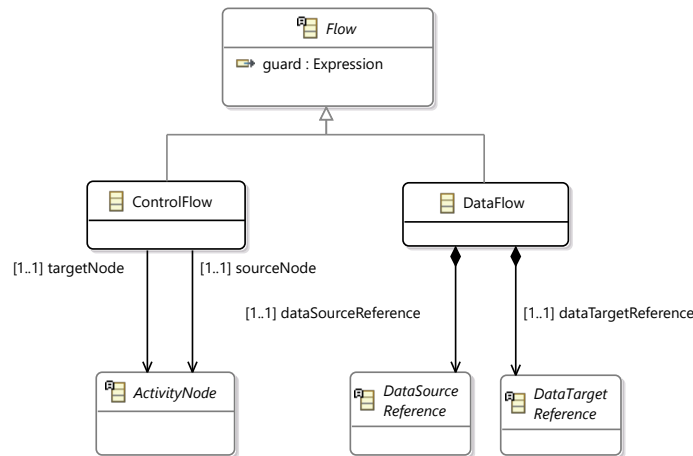 Flow
guard : Expression
ControlFlow
DataFlow
[1..1] targetNode
[1..1] sourceNode
[1..1] dataSourceReference
[1..1] dataTargetReference
ActivityNode
DataSource
Reference
DataTarget
Reference